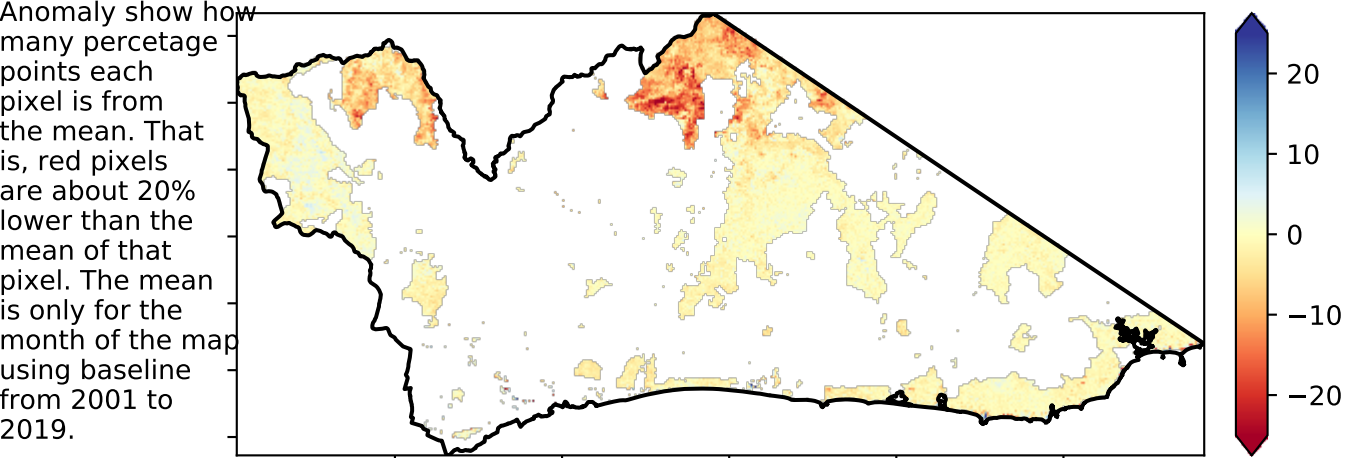 Anomaly show how
many percetage
points each
pixel is from
the mean. That
is, red pixels
are about 20%
lower than the
mean of that
pixel. The mean
is only for the
month of the map
using baseline
from 2001 to
2019.
20
10
0
−10
−20